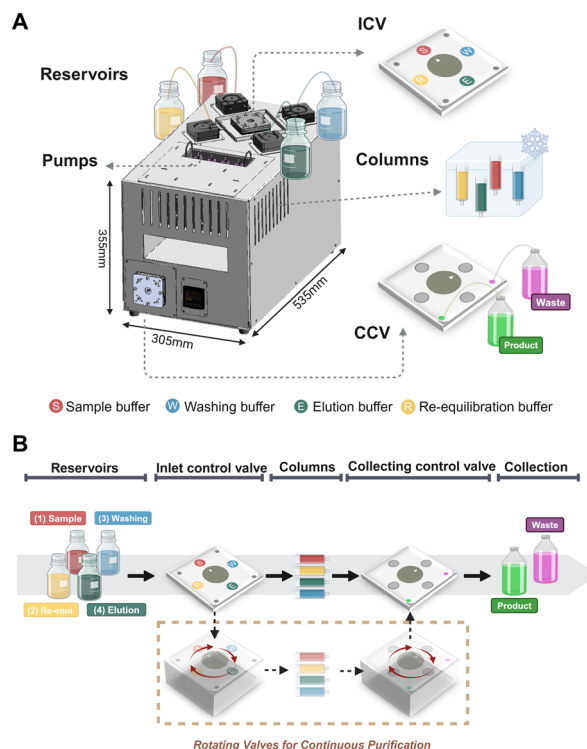 A
ICV
S
W
R
E
Reservoirs
Pumps
Columns
355mm
305mm
535mm
CCV
Waste
Product
S Sample buffer
W Washing buffer
E Elution buffer
R Re-equilibration buffer
B
Reservoirs
Inlet control valve
Columns
Collecting control valve
Collection
(1) Sample
(3) Washing
(2) Re-equi.
(4) Elution
S
W
R
E
Waste
Product
Rotating Valves for Continuous Purification